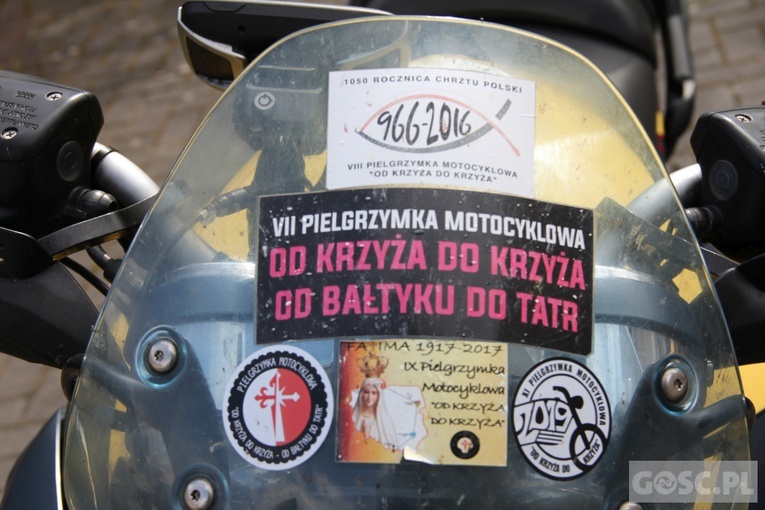 1050 ROCZNICA CHRZTU POLSKI
966-2016
VIII PIELGRZYMKA MOTOCYKLOWA
"OD KRZYŻA DO KRZYŻA"
VII PIELGRZYMKA MOTOCYKLOWA
OD KRZYŻA DO KRZYŻA
OD BAŁTYKU DO TATR
PIELGRZYMKA MOTOCYKLOWA
"OD KRZYŻA DO KRZYŻA - OD BAŁTYKU DO TATR"
FATIMA 1917-2017
IX Pielgrzymka
Motocyklowa
"OD KRZYŻA
DO KRZYŻA"
XI PIELGRZYMKA MOTOCYKLOWA
2019
"OD KRZYŻA DO KRZYŻA"
GOSC.PL